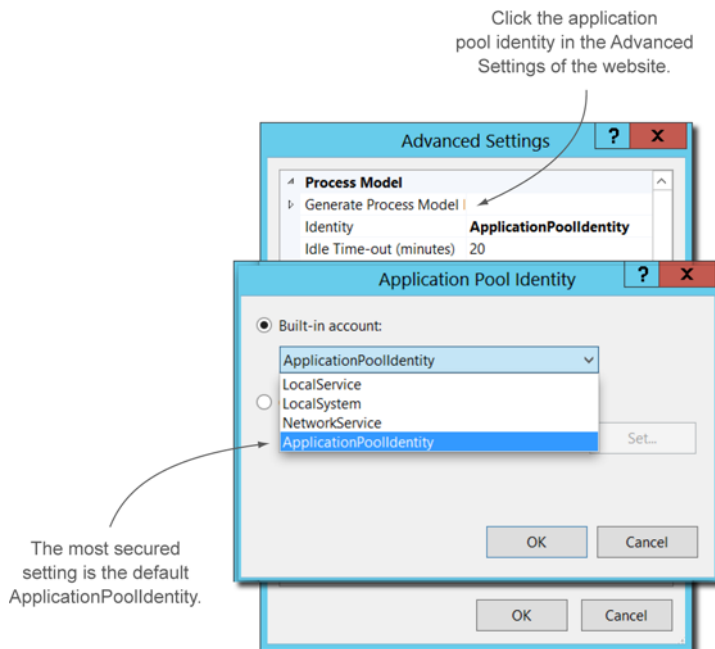 Click the application
pool identity in the Advanced
Settings of the website.
Advanced Settings
? x
Process Model
Generate Process Model
Identity ApplicationPoolIdentity
Idle Time-out (minutes) 20
Application Pool Identity
? x
Built-in account:
ApplicationPoolIdentity
LocalService
LocalSystem
NetworkService
ApplicationPoolIdentity
Set...
The most secured
setting is the default
ApplicationPoolIdentity.
OK Cancel
OK Cancel